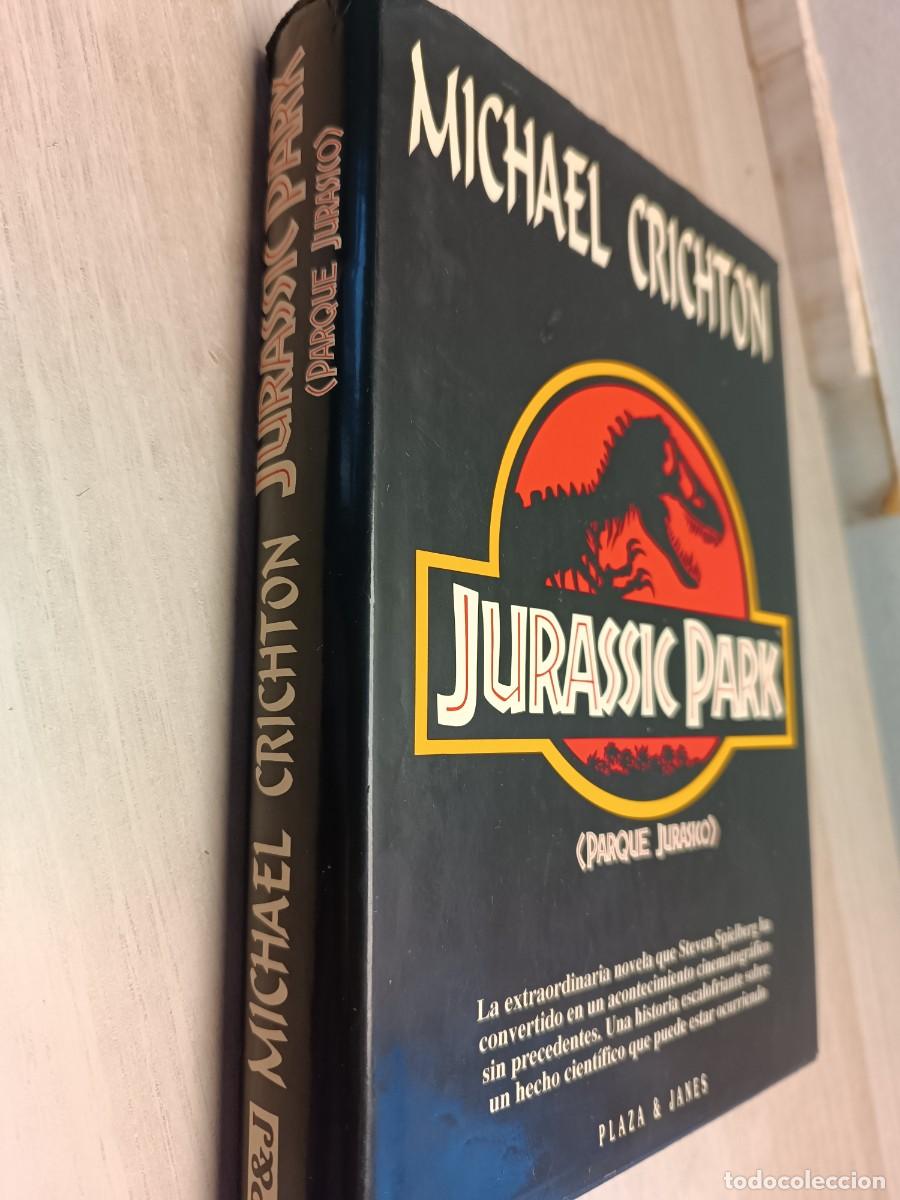 MICHAEL CRICHTON
JURASSIC PARK
(PARQUE JURASICO)
La extraordinaria novela que Steven Spielberg ha
convertido en un acontecimiento cinematográfico
sin precedentes. Una historia escalofriante sobre
un hecho científico que puede estar ocurriendo
PLAZA & JANES
P&J MICHAEL CRICHTON JURASSIC PARK
(PARQUE JURASICO)
todocoleccion